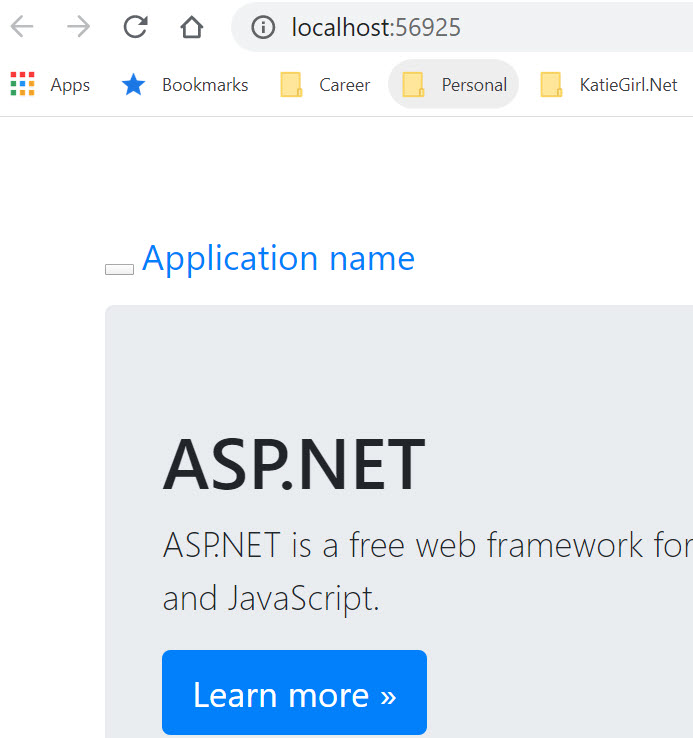 localhost:56925
Apps Bookmarks Career Personal KatieGirl.Net
Application name
ASP.NET
ASP.NET is a free web framework for
and JavaScript.
Learn more »